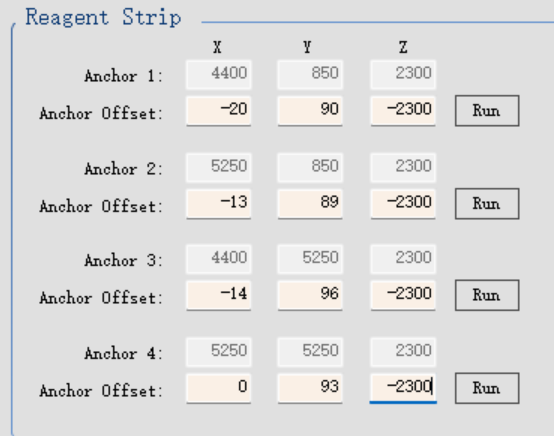 Reagent Strip
X Y Z
Anchor 1: 4400 850 2300
Anchor Offset: -20 90 -2300 Run
Anchor 2: 5250 850 2300
Anchor Offset: -13 89 -2300 Run
Anchor 3: 4400 5250 2300
Anchor Offset: -14 96 -2300 Run
Anchor 4: 5250 5250 2300
Anchor Offset: 0 93 -2300 Run